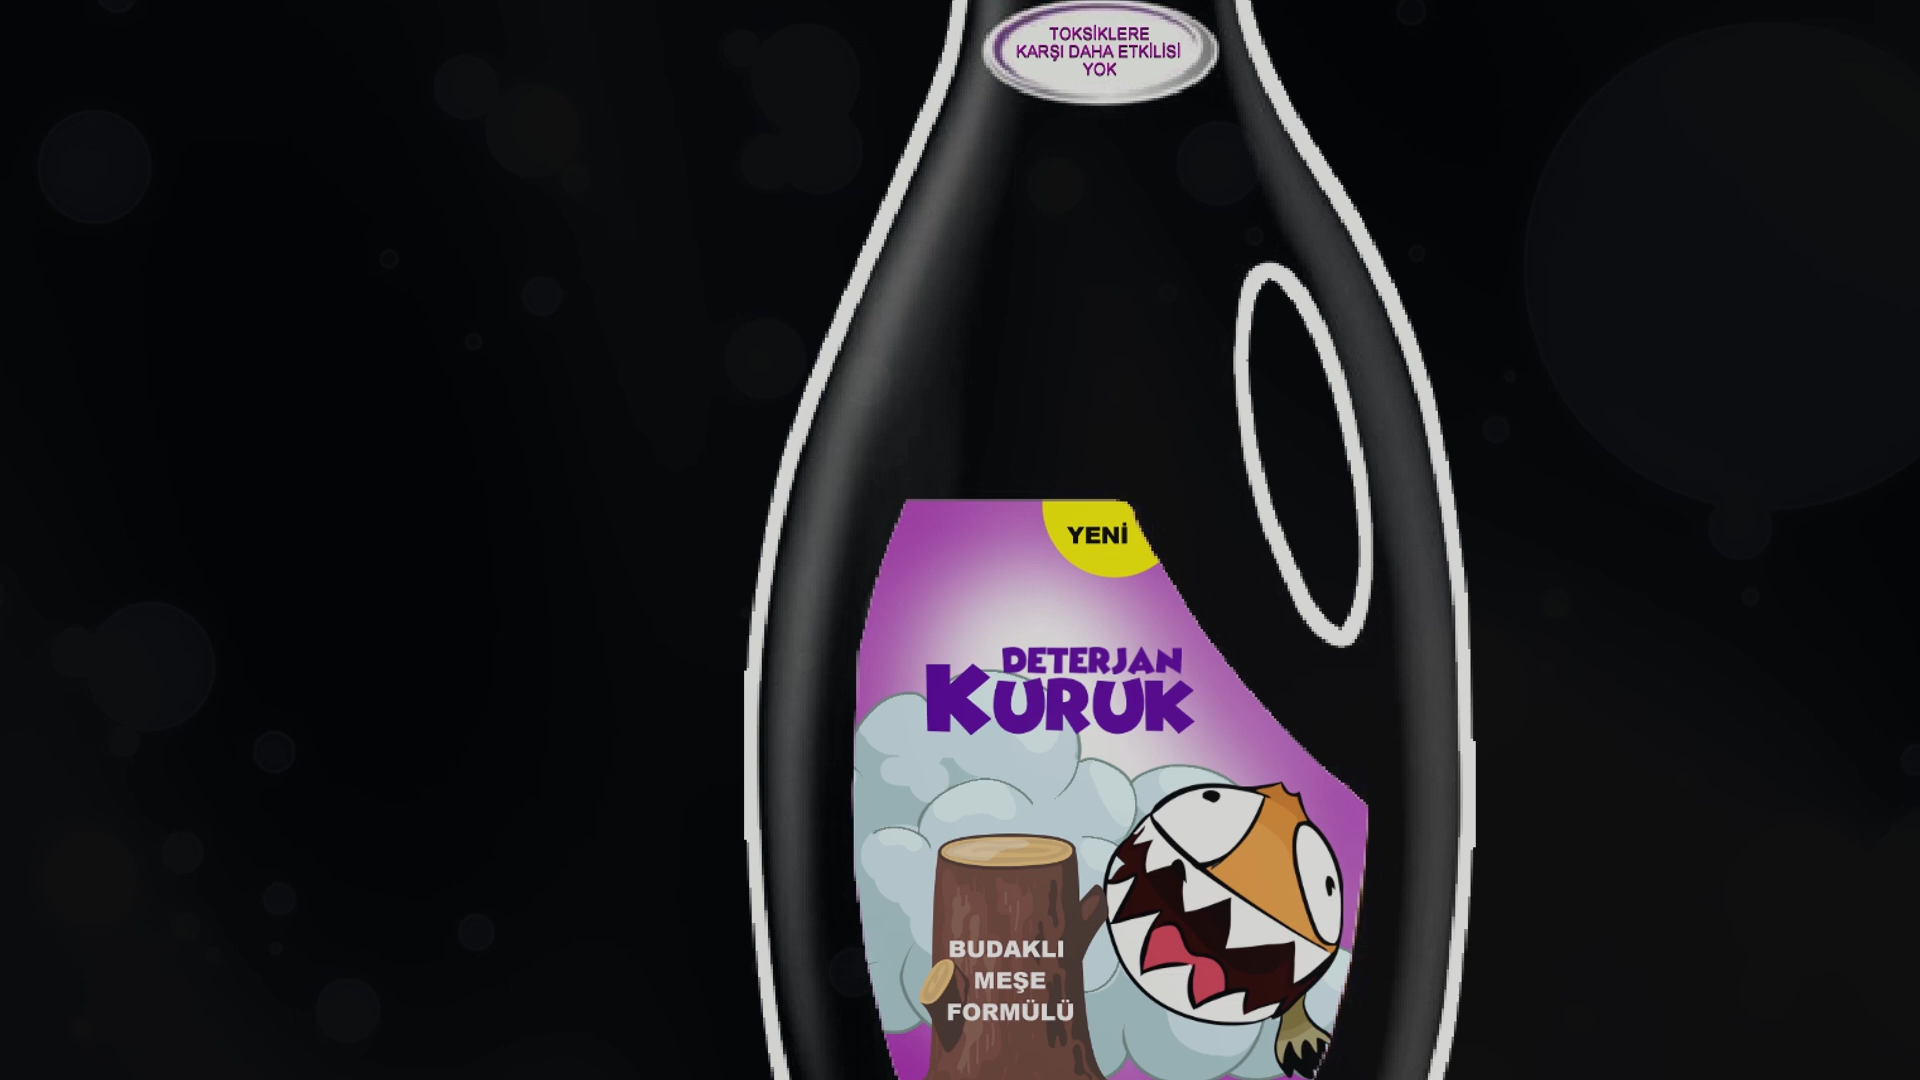 TOKSİKLERE
KARŞI DAHA ETKİLİSİ
YOK
YENİ
DETERJAN
KURUK
BUDAKLI
MEŞE
FORMÜLÜ